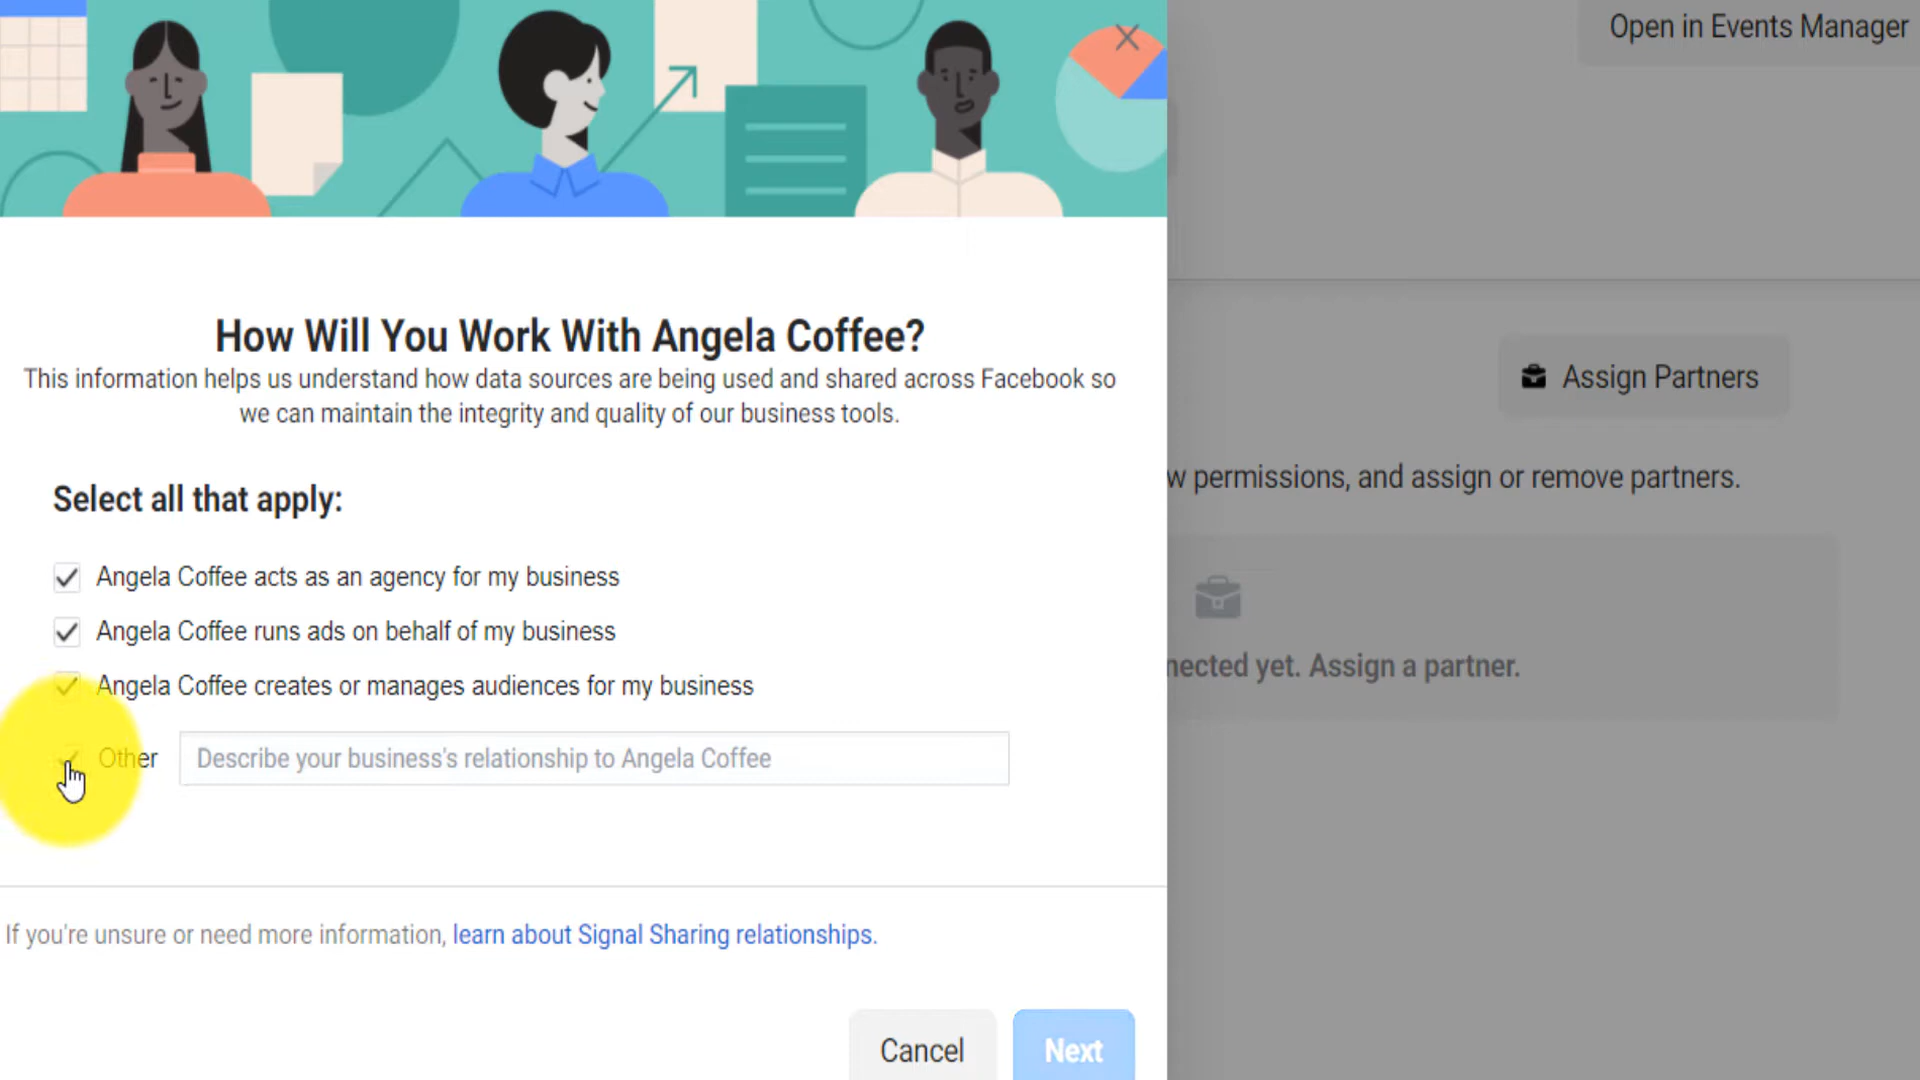 Open in Events Manager
How Will You Work With Angela Coffee?
This information helps us understand how data sources are being used and shared across Facebook so
we can maintain the integrity and quality of our business tools.
Assign Partners
w permissions, and assign or remove partners.
Select all that apply:
Angela Coffee acts as an agency for my business
Angela Coffee runs ads on behalf of my business
Angela Coffee creates or manages audiences for my business
nected yet. Assign a partner.
Other Describe your business's relationship to Angela Coffee
If you're unsure or need more information, learn about Signal Sharing relationships.
Cancel Next